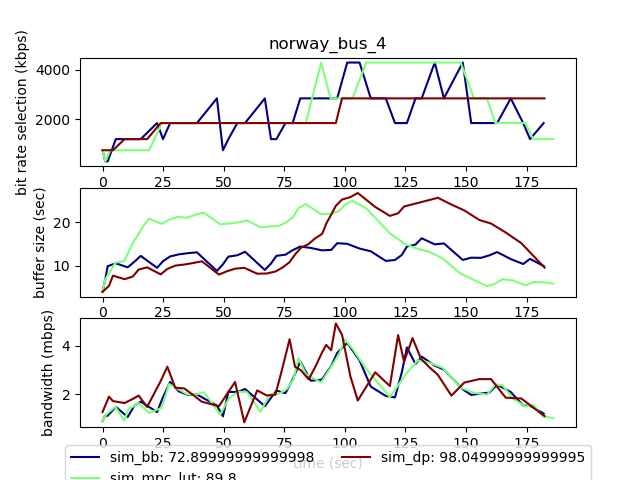 norway_bus_4
bit rate selection (kbps)
4000
2000
0 25 50 75 100 125 150 175
buffer size (sec)
20
10
0 25 50 75 100 125 150 175
bandwidth (mbps)
4
2
0 25 50 75 100 125 150 175
time (sec)
sim_bb: 72.89999999999998 sim_dp: 98.04999999999995
sim_mpc_lut: 89.8